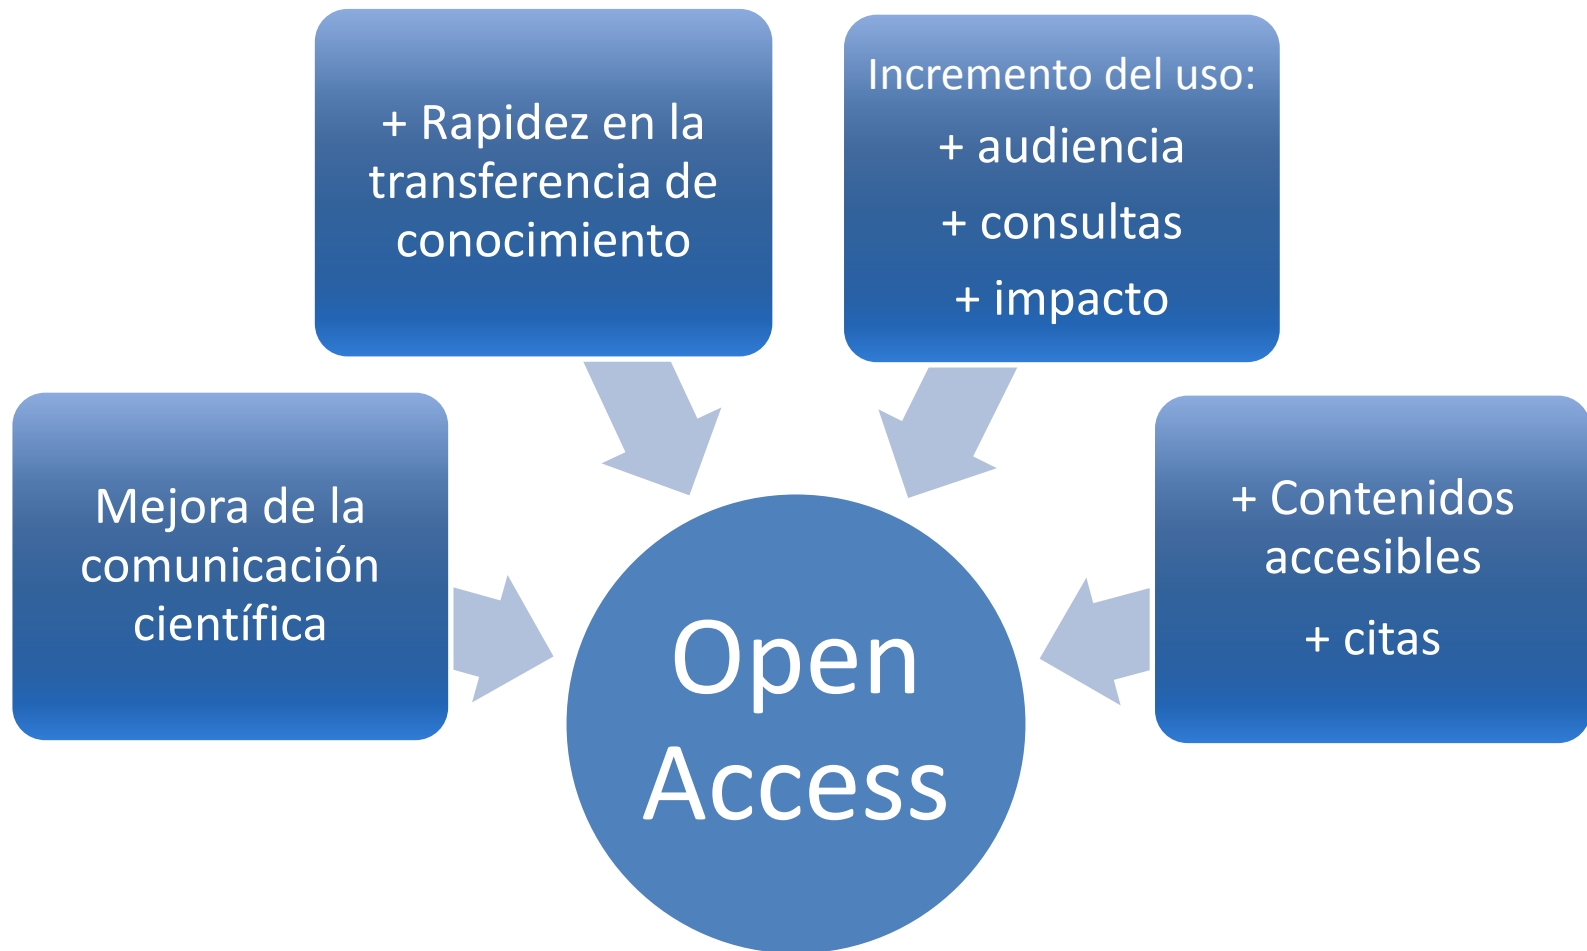 + Rapidez en la
transferencia de
conocimiento
Incremento del uso:
+ audiencia
+ consultas
+ impacto
Mejora de la
comunicación
científica
+ Contenidos
accesibles
+ citas
Open
Access